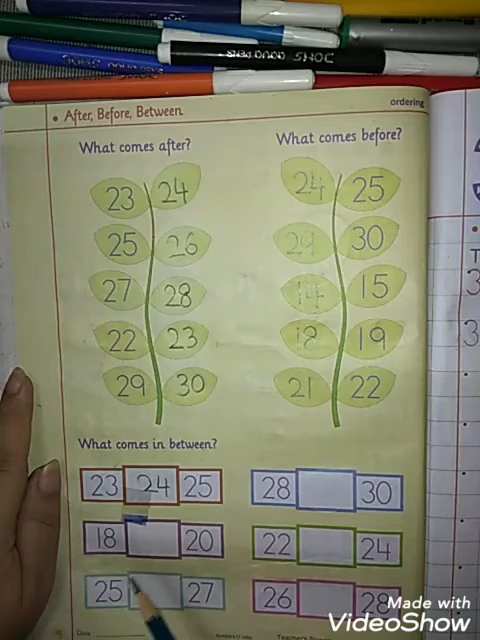 After, Before, Between
ordering
What comes after?
23 24
25 26
27 28
22 23
29 30
What comes before?
24 25
29 30
14 15
18 19
21 22
What comes in between?
23 24 25
28 30
18 20
22 24
25 27
26 28
Date :
Made with
VideoShow